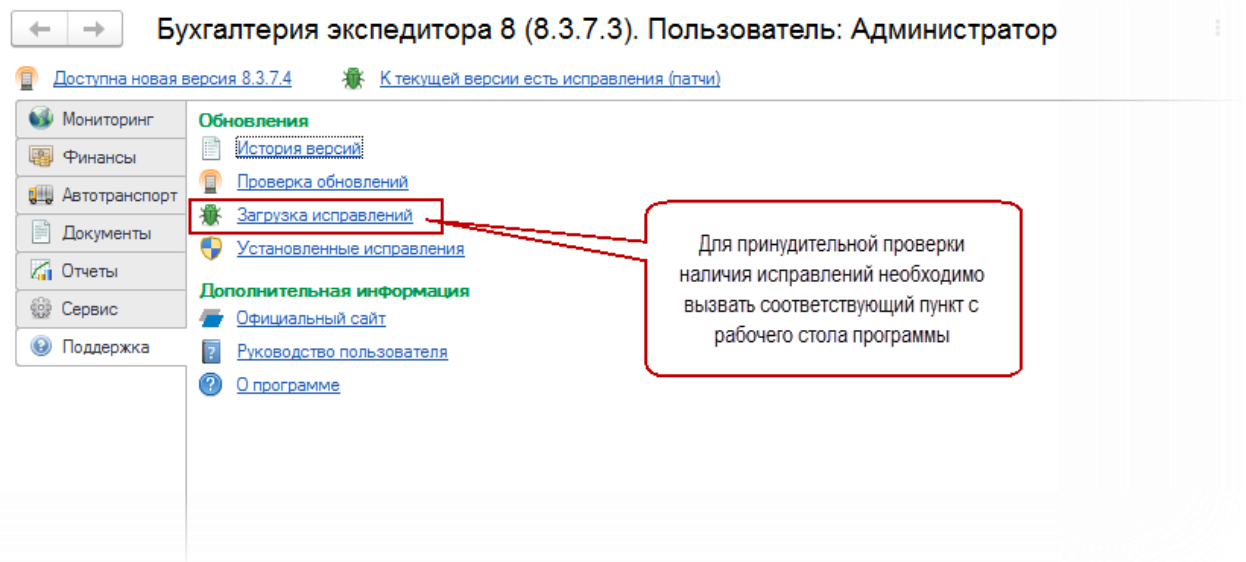 Бухгалтерия экспедитора 8 (8.3.7.3). Пользователь: Администратор
Доступна новая версия 8.3.7.4
К текущей версии есть исправления (патчи)
Мониторинг
Финансы
Автотранспорт
Документы
Отчеты
Сервис
Поддержка
Обновления
История версий
Проверка обновлений
Загрузка исправлений
Установленные исправления
Дополнительная информация
Официальный сайт
Руководство пользователя
О программе
Для принудительной проверки
наличия исправлений необходимо
вызвать соответствующий пункт с
рабочего стола программы